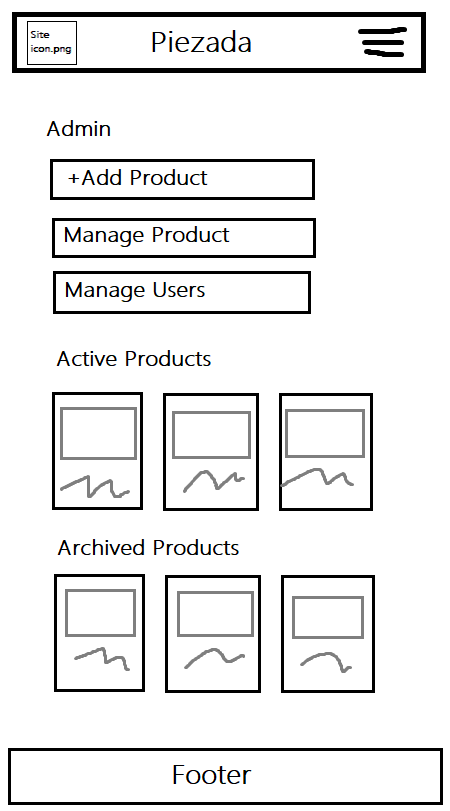 Site
icon.png
Piezada
Admin
+Add Product
Manage Product
Manage Users
Active Products
Archived Products
Footer